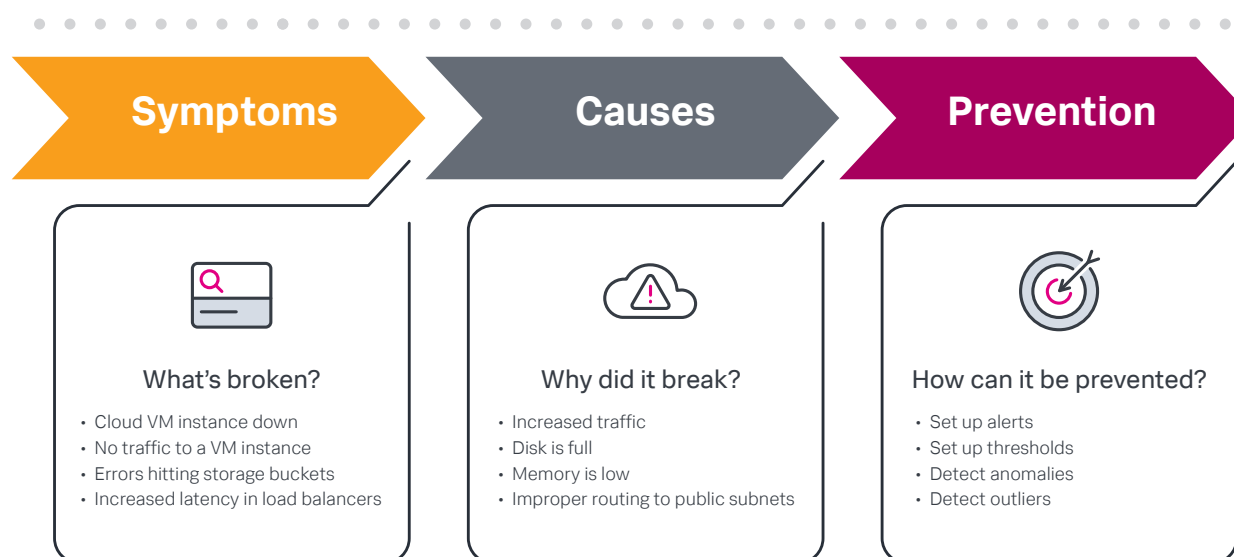 Symptoms
What's broken?
• Cloud VM instance down
• No traffic to a VM instance
• Errors hitting storage buckets
• Increased latency in load balancers
Causes
Why did it break?
• Increased traffic
• Disk is full
• Memory is low
• Improper routing to public subnets
Prevention
How can it be prevented?
• Set up alerts
• Set up thresholds
• Detect anomalies
• Detect outliers